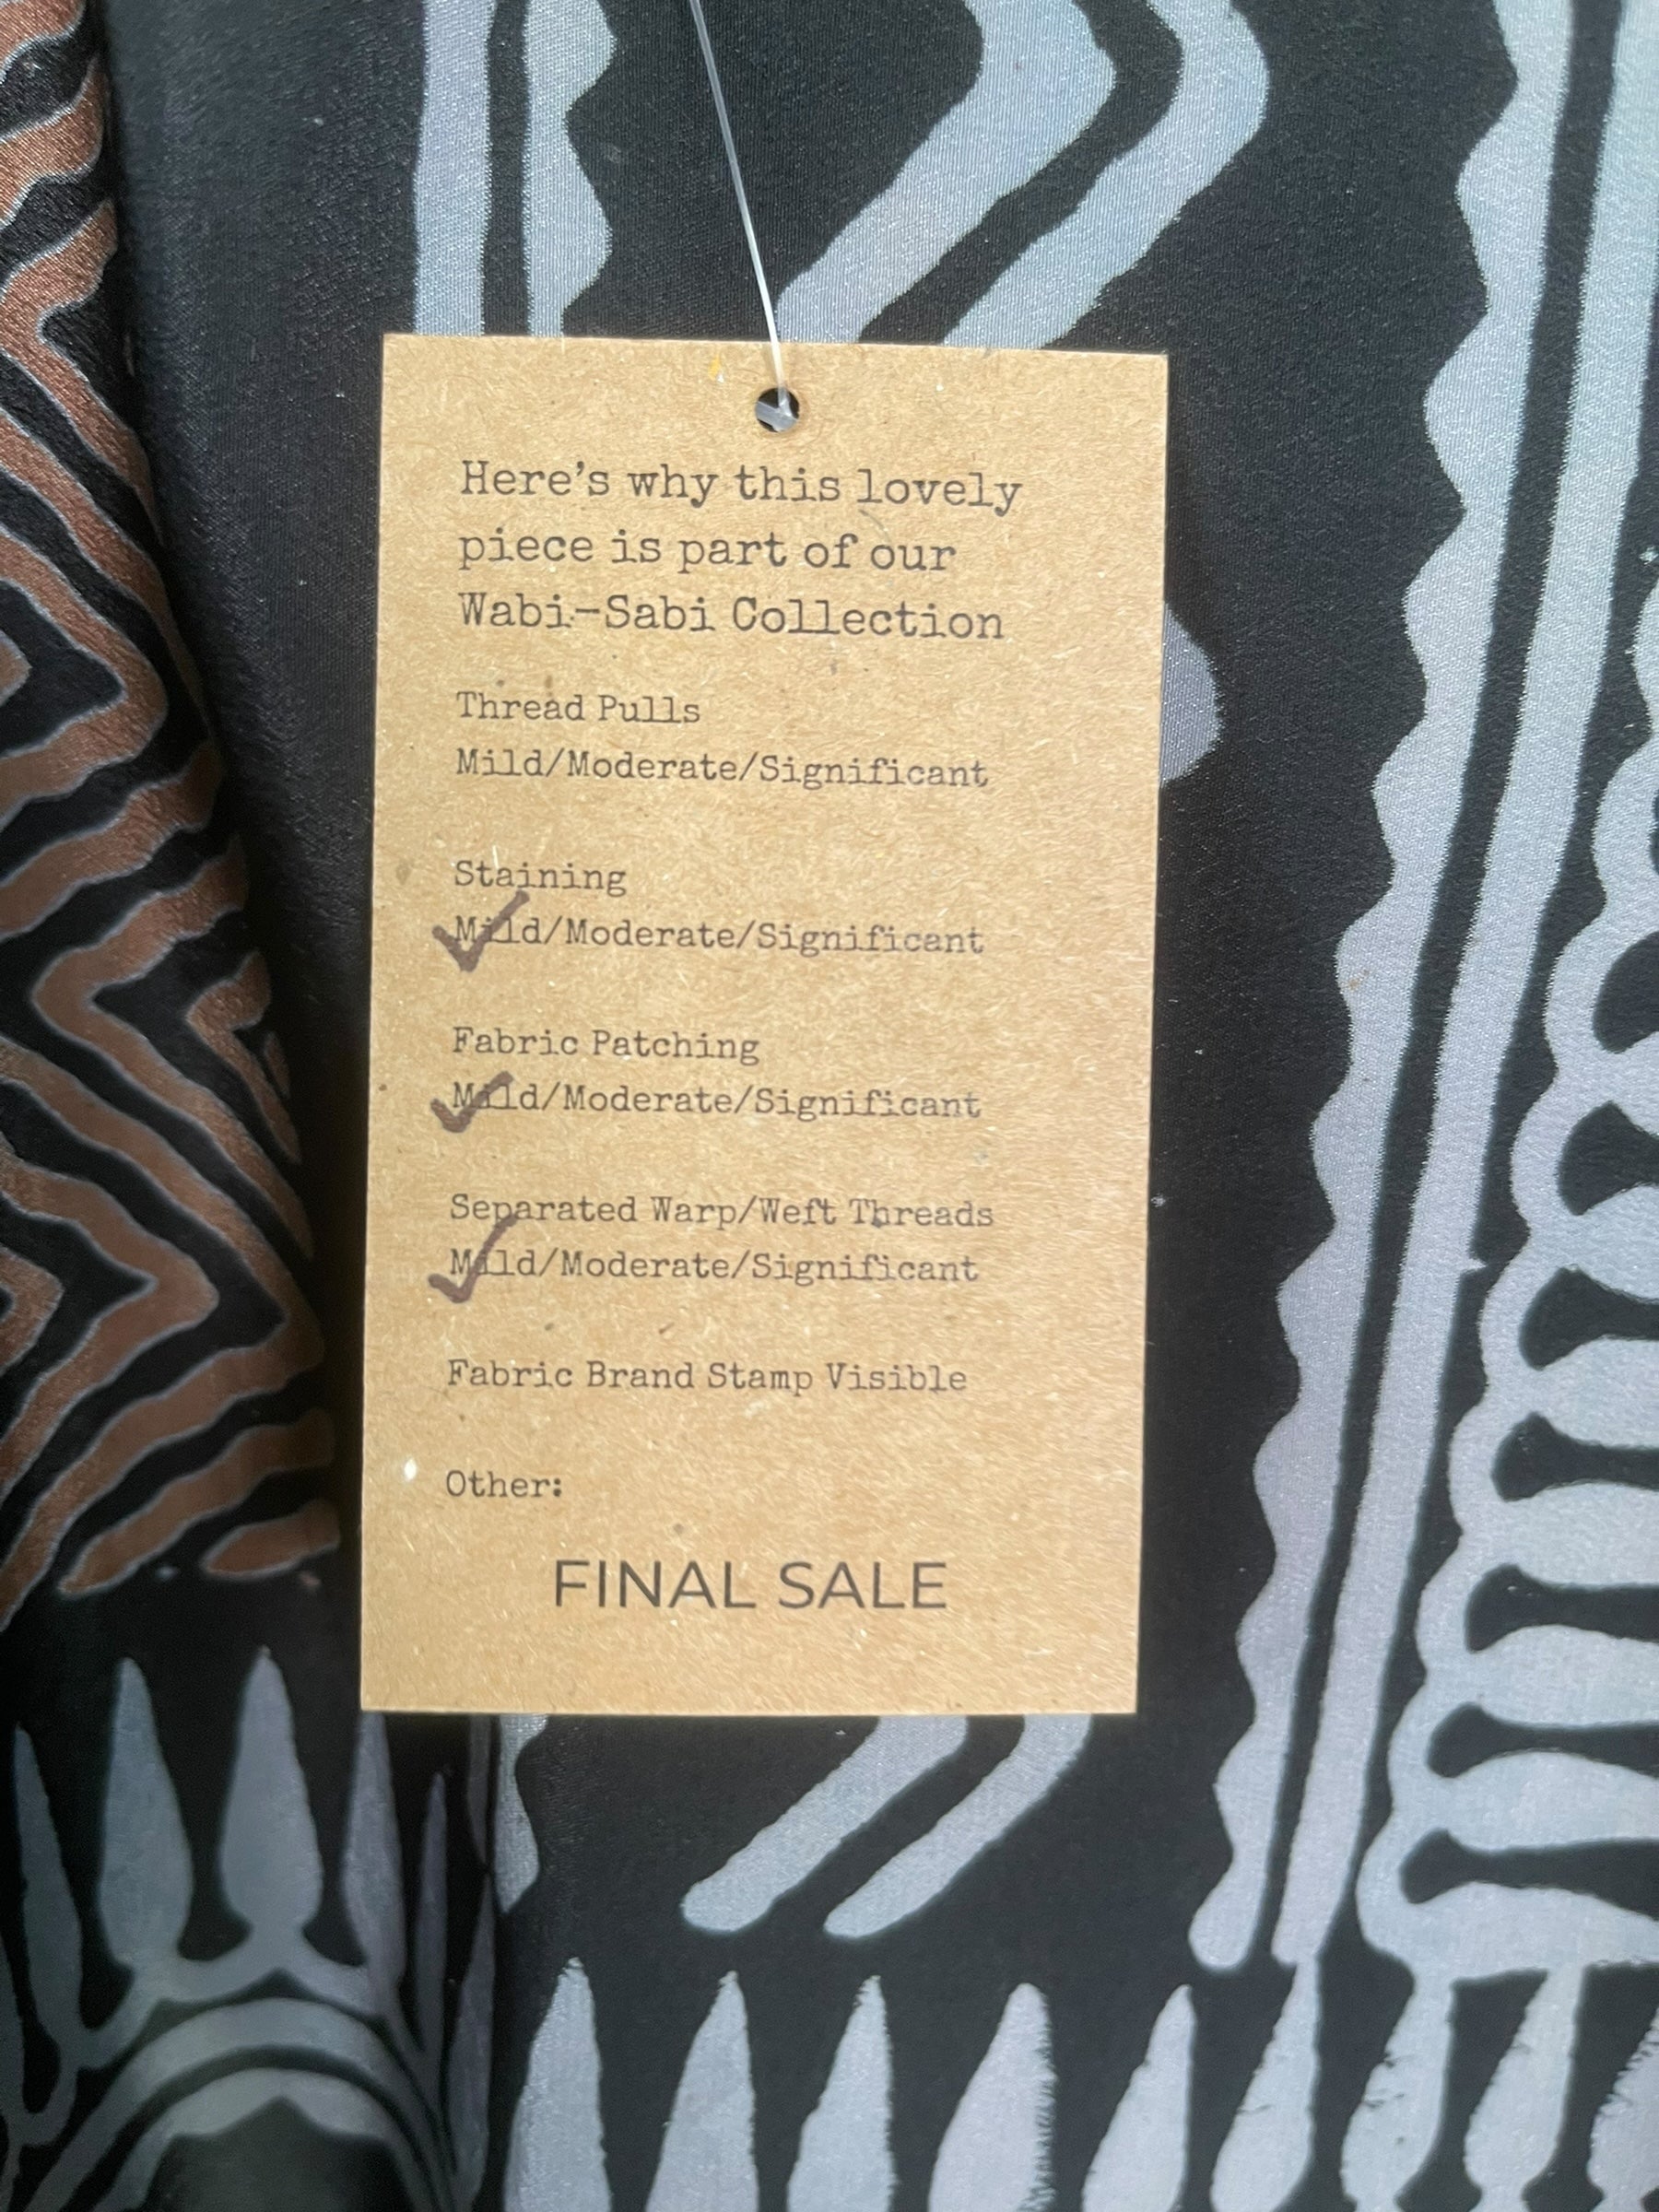 Here's why this lovely
piece is part of our
Wabi-Sabi Collection
Thread Pulls
Mild/Moderate/Significant
Staining
Mild/Moderate/Significant
Fabric Patching
Mild/Moderate/Significant
Separated Warp/Weft Threads
Mild/Moderate/Significant
Fabric Brand Stamp Visible
Other:
FINAL SALE